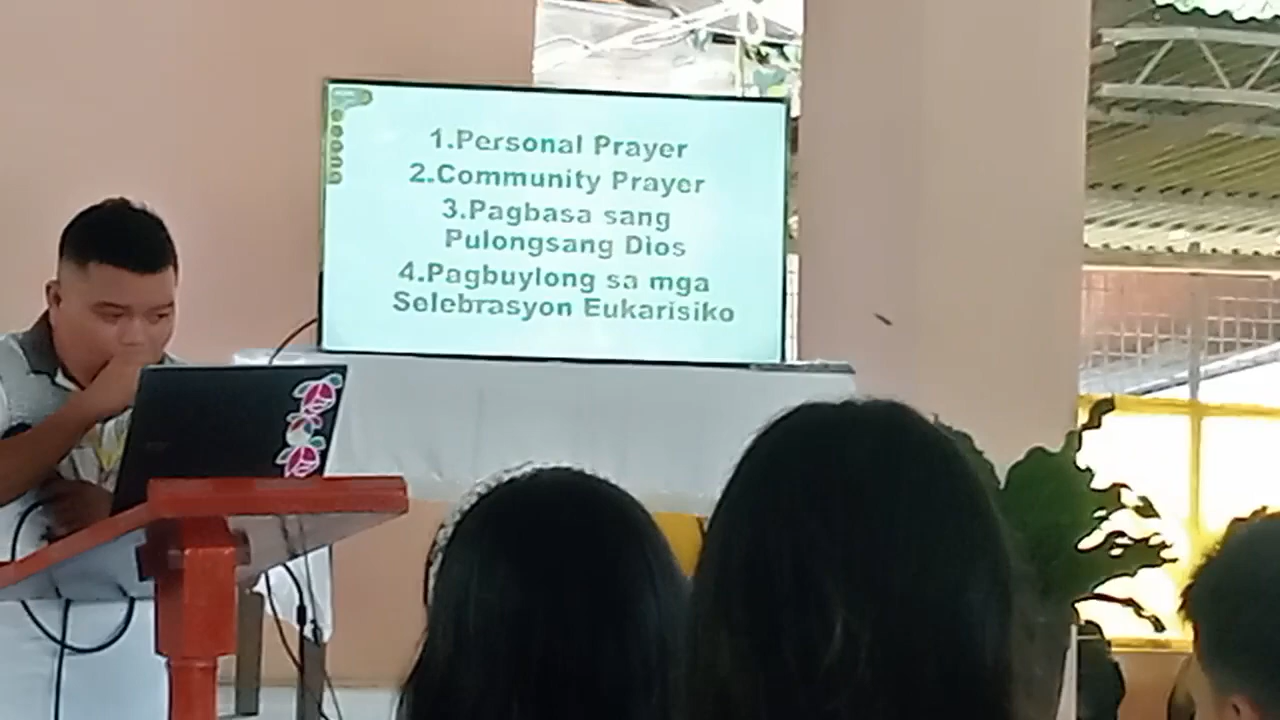 1.Personal Prayer
2.Community Prayer
3.Pagbasa sang
Pulongsang Dios
4.Pagbuylong sa mga
Selebrasyon Eukarisiko